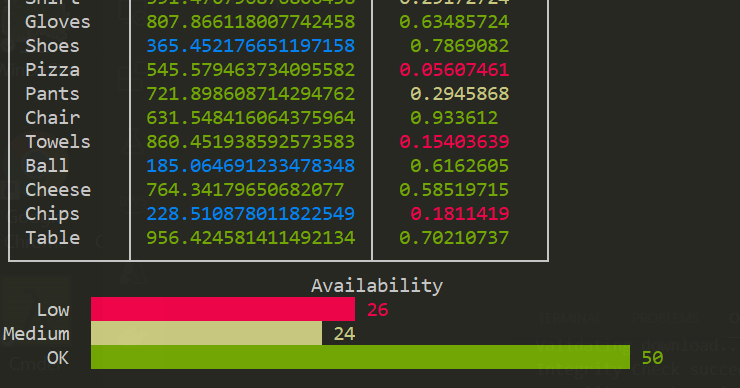 Gloves 807.866118007742458 0.63485724
Shoes 365.452176651197158 0.7869082
Pizza 545.579463734095582 0.05607461
Pants 721.898608714294762 0.2945868
Chair 631.548416064375964 0.933612
Towels 860.451938592573583 0.15403639
Ball 185.064691233478348 0.6162605
Cheese 764.34179650682077 0.58519715
Chips 228.510878011822549 0.1811419
Table 956.424581411492134 0.70210737
Availability
Low 26
Medium 24
OK 50